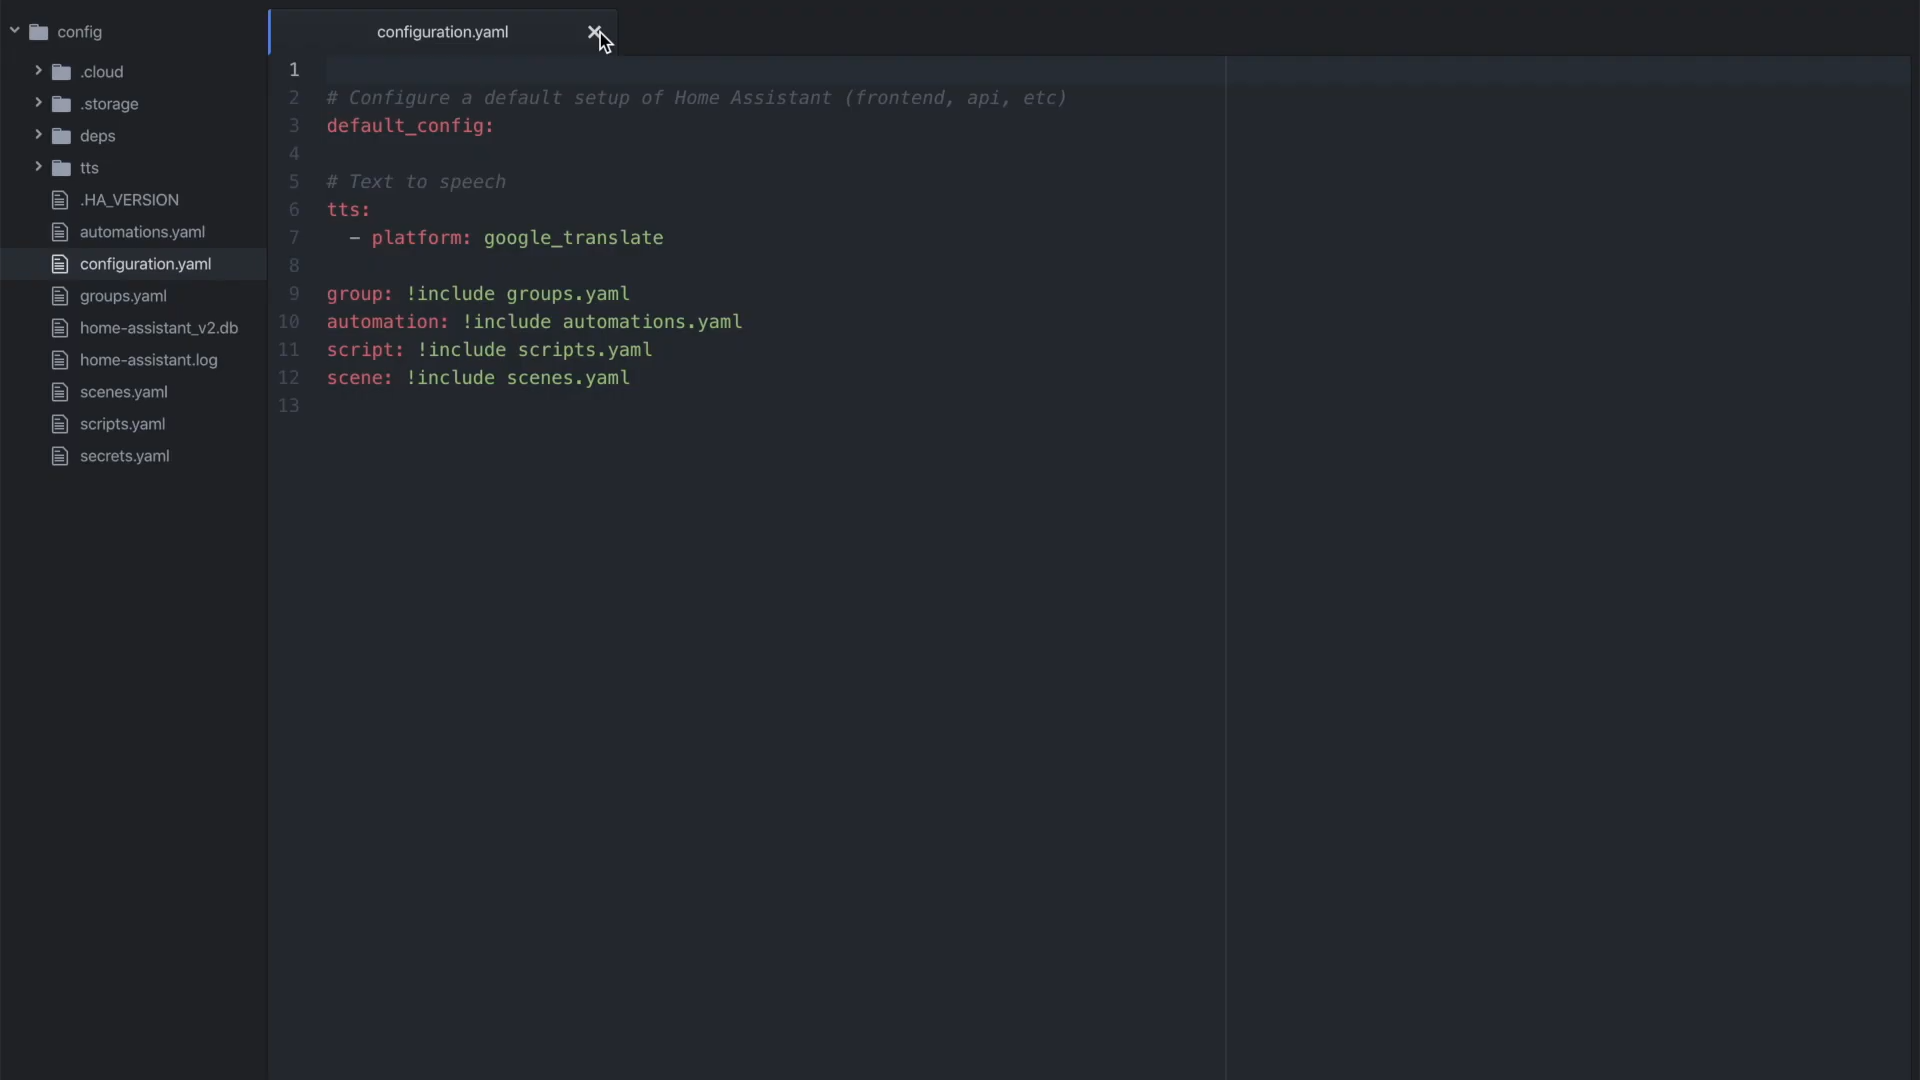 config
.cloud
.storage
deps
tts
.HA_VERSION
automations.yaml
configuration.yaml
groups.yaml
home-assistant_v2.db
home-assistant.log
scenes.yaml
scripts.yaml
secrets.yaml
configuration.yaml
1
2 # Configure a default setup of Home Assistant (frontend, api, etc)
3 default_config:
4
5 # Text to speech
6 tts:
7   - platform: google_translate
8
9 group: !include groups.yaml
10 automation: !include automations.yaml
11 script: !include scripts.yaml
12 scene: !include scenes.yaml
13